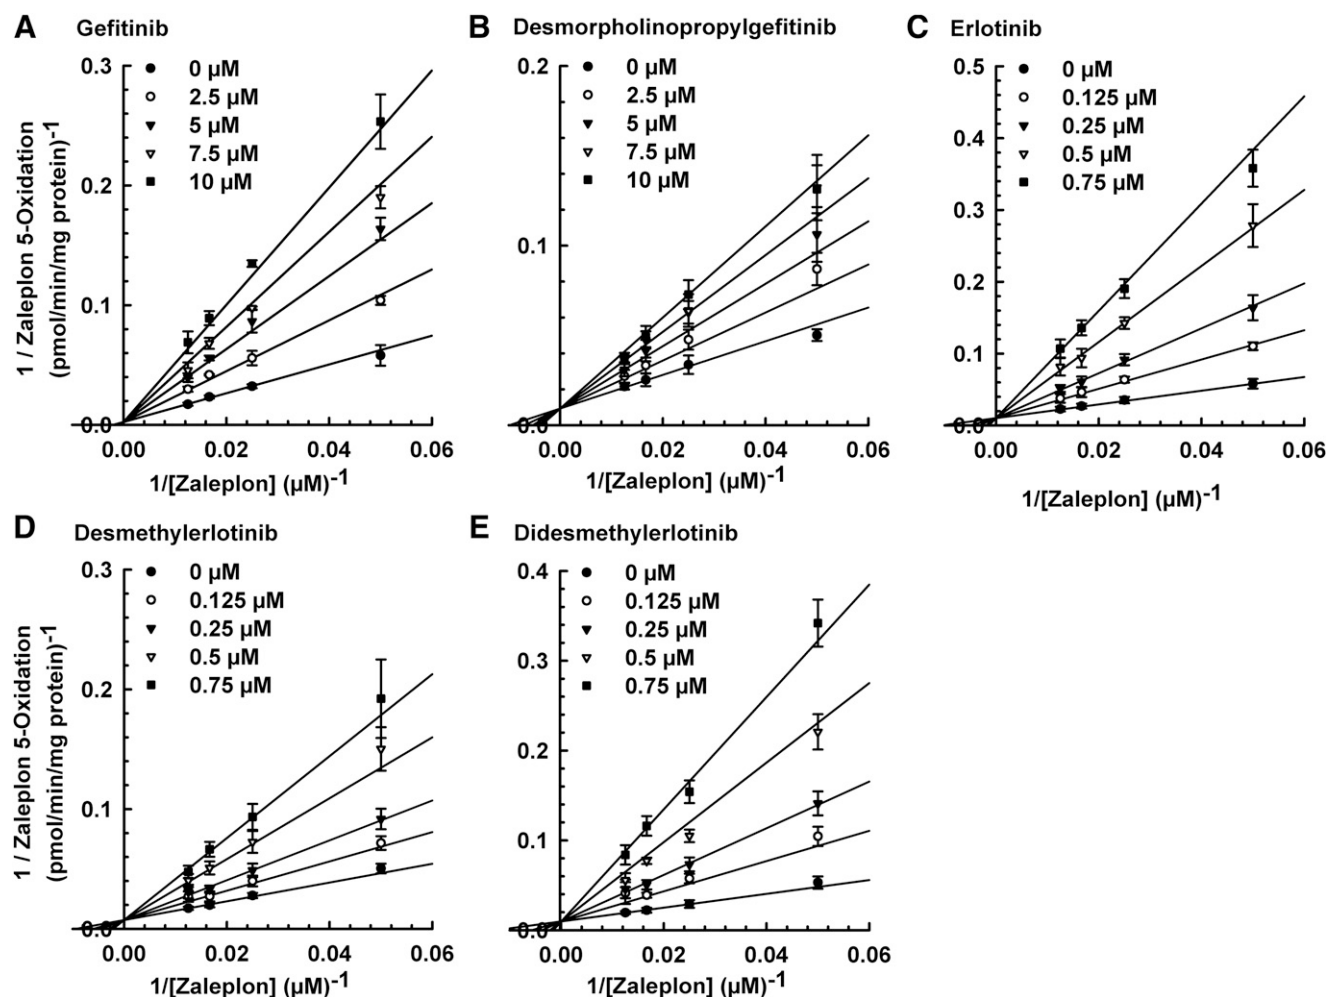 A Gefitinib
0.3
0.2
0.1
0.0
0 µM
2.5 µM
5 µM
7.5 µM
10 µM
1 / Zaleplon 5-Oxidation
(pmol/min/mg protein)-1
0.00 0.02 0.04 0.06
1/[Zaleplon] (µM)-1
B Desmorpholinopropylgefitinib
0.2
0.1
0.0
0 µM
2.5 µM
5 µM
7.5 µM
10 µM
0.00 0.02 0.04 0.06
1/[Zaleplon] (µM)-1
C Erlotinib
0.5
0.4
0.3
0.2
0.1
0.0
0 µM
0.125 µM
0.25 µM
0.5 µM
0.75 µM
0.00 0.02 0.04 0.06
1/[Zaleplon] (µM)-1
D Desmethylerlotinib
0.3
0.2
0.1
0.0
0 µM
0.125 µM
0.25 µM
0.5 µM
0.75 µM
1 / Zaleplon 5-Oxidation
(pmol/min/mg protein)-1
0.00 0.02 0.04 0.06
1/[Zaleplon] (µM)-1
E Didesmethylerlotinib
0.4
0.3
0.2
0.1
0.0
0 µM
0.125 µM
0.25 µM
0.5 µM
0.75 µM
0.00 0.02 0.04 0.06
1/[Zaleplon] (µM)-1